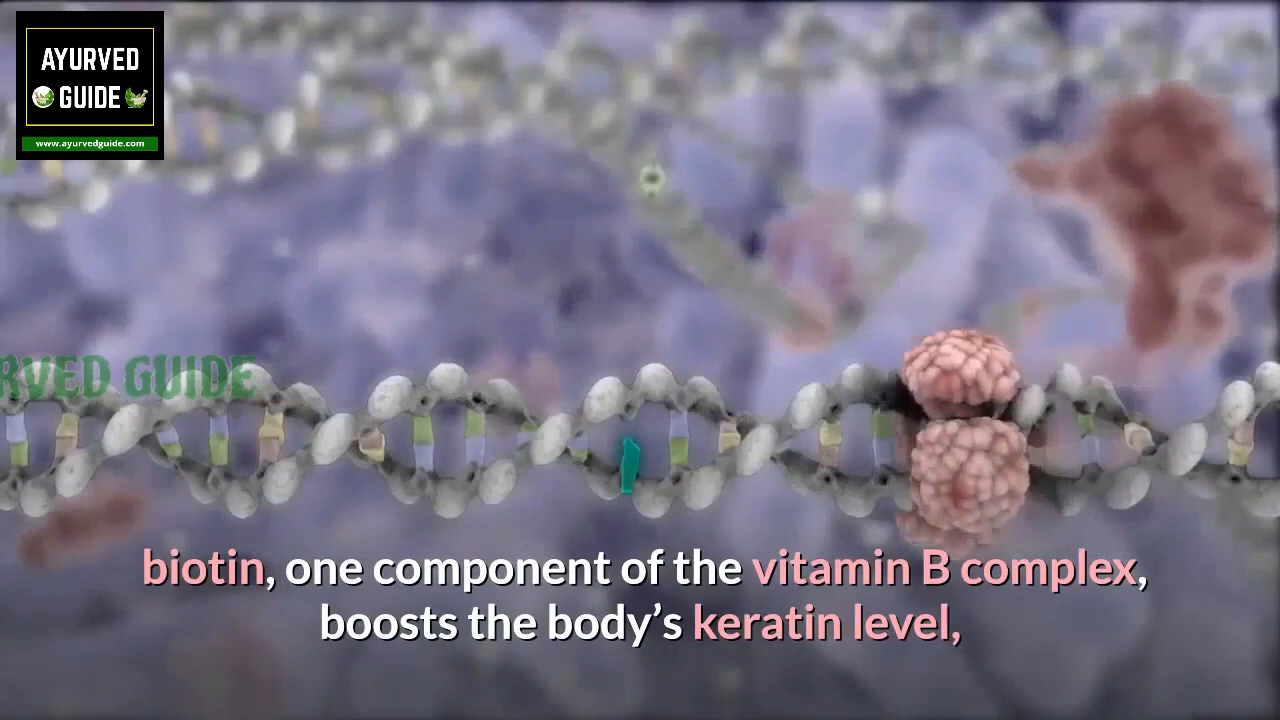 AYURVED
GUIDE
www.ayurvedguide.com
RVED GUIDE
biotin, one component of the vitamin B complex,
boosts the body's keratin level,